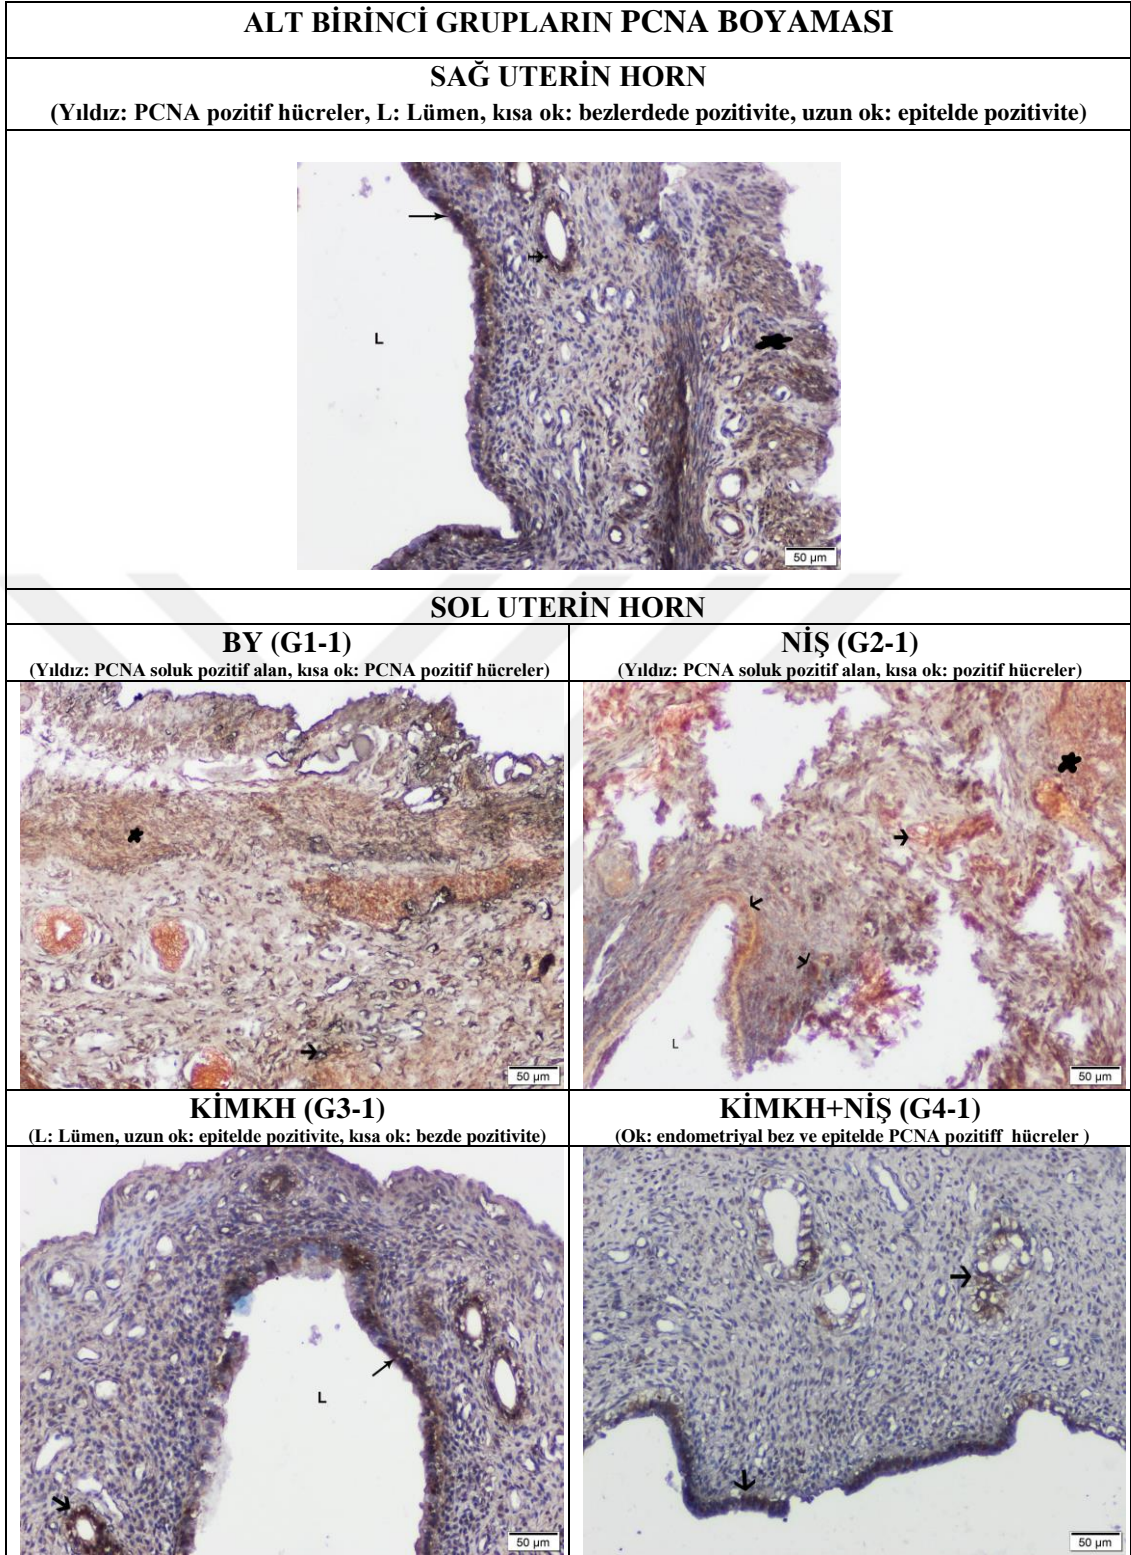 ALT BİRİNCİ GRUPLARIN PCNA BOYAMASI
SAĞ UTERİN HORN
(Yıldız: PCNA pozitif hücreler, L: Lümen, kısa ok: bezlerdede pozitivite, uzun ok: epitelde pozitivite)
L
50 µm
SOL UTERİN HORN
BY (G1-1)
(Yıldız: PCNA soluk pozitif alan, kısa ok: PCNA pozitif hücreler)
NİŞ (G2-1)
(Yıldız: PCNA soluk pozitif alan, kısa ok: pozitif hücreler)
50 µm
L
50 µm
KİMKH (G3-1)
(L: Lümen, uzun ok: epitelde pozitivite, kısa ok: bezde pozitivite)
KİMKH+NİŞ (G4-1)
(Ok: endometriyal bez ve epitelde PCNA pozitiff hücreler )
L
50 µm
50 µm